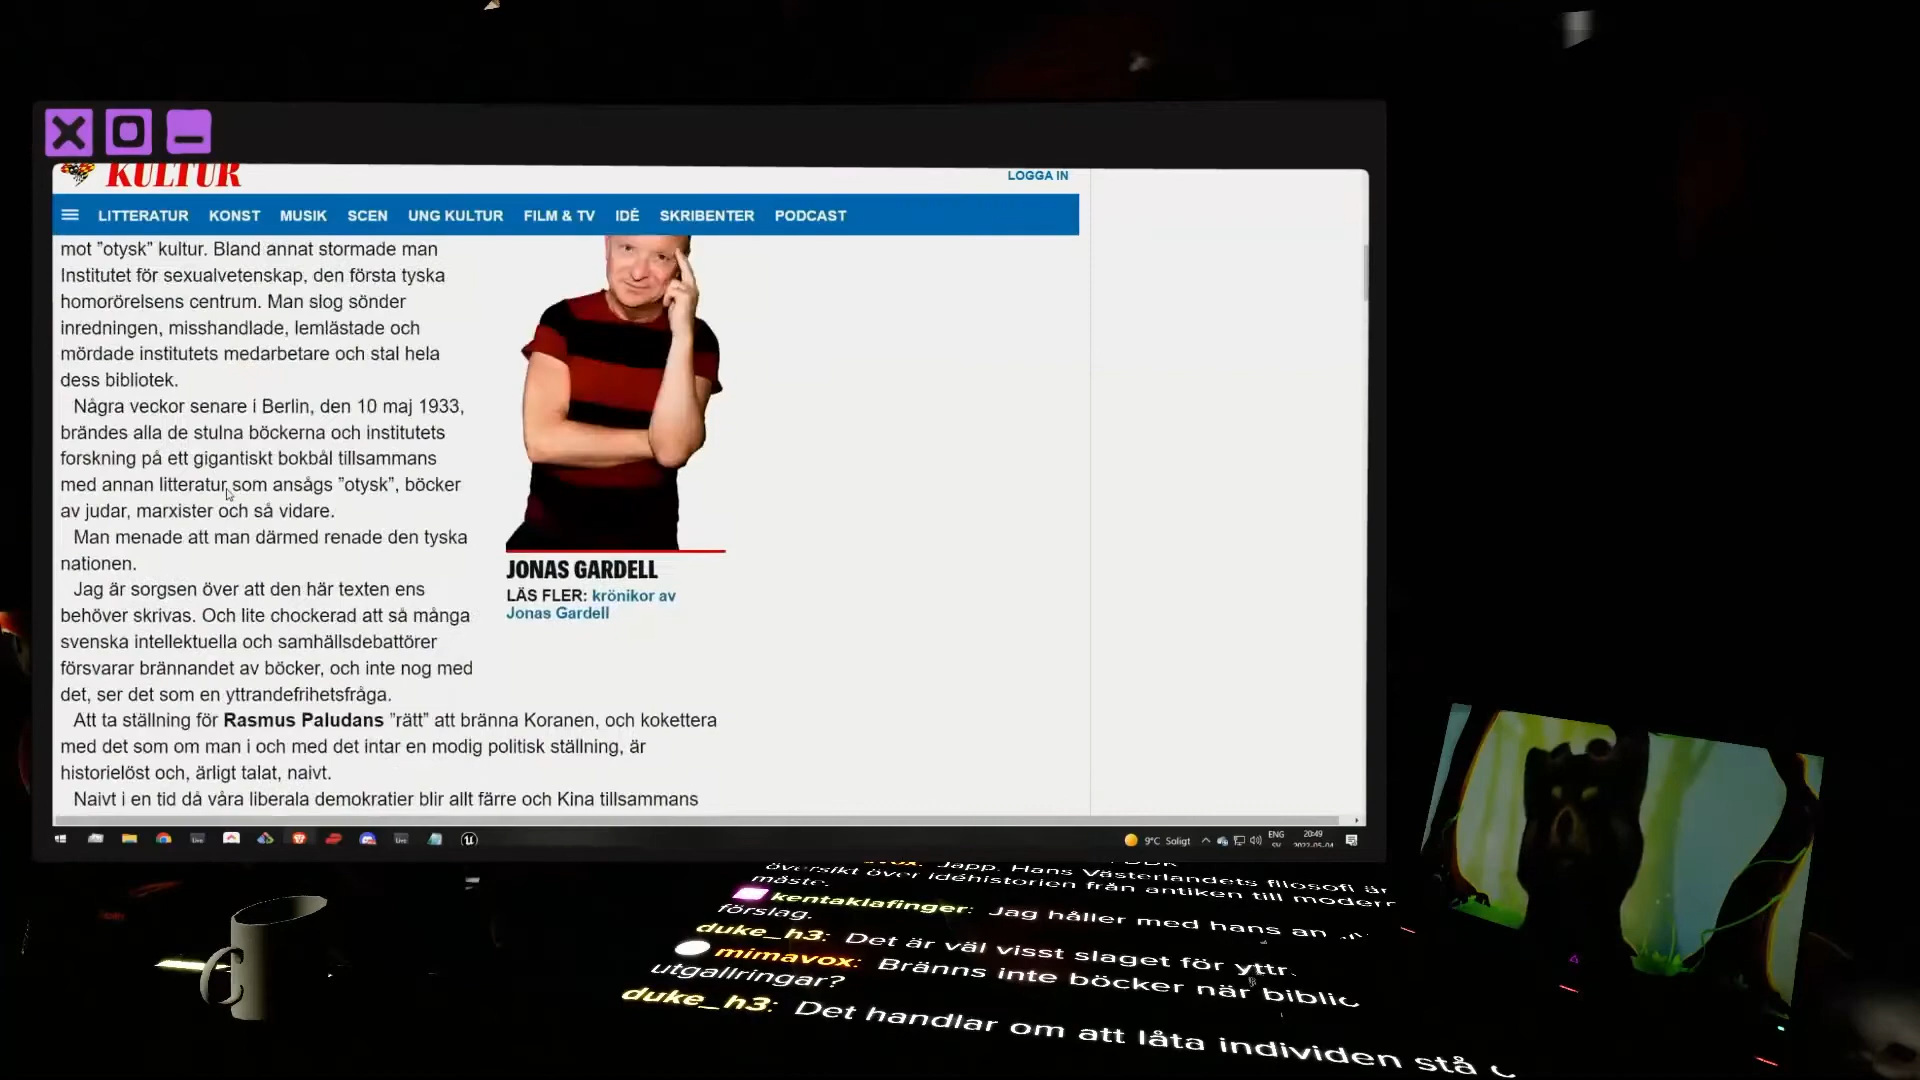 KULTUR
LOGGA IN
LITTERATUR KONST MUSIK SCEN UNG KULTUR FILM & TV IDÉ SKRIBENTER PODCAST
mot ”otysk” kultur. Bland annat stormade man
Institutet för sexualvetenskap, den första tyska
homorörelsens centrum. Man slog sönder
inredningen, misshandlade, lemlästade och
mördade institutets medarbetare och stal hela
dess bibliotek.
Några veckor senare i Berlin, den 10 maj 1933,
brändes alla de stulna böckerna och institutets
forskning på ett gigantiskt bokbål tillsammans
med annan litteratur som ansågs ”otysk”, böcker
av judar, marxister och så vidare.
Man menade att man därmed renade den tyska
nationen.
Jag är sorgsen över att den här texten ens
behöver skrivas. Och lite chockerad att så många
svenska intellektuella och samhällsdebattörer
försvarar brännandet av böcker, och inte nog med
det, ser det som en yttrandefrihetsfråga.
Att ta ställning för Rasmus Paludans ”rätt” att bränna Koranen, och kokettera
med det som om man i och med det intar en modig politisk ställning, är
historielöst och, ärligt talat, naivt.
Naivt i en tid då våra liberala demokratier blir allt färre och Kina tillsammans
JONAS GARDELL
LÄS FLER: krönikor av
Jonas Gardell
9°C Soligt
ENG
20:49
2022-05-04
Japp. Hans Västerlandets filosofi är
översikt över idéhistorien från antiken till modern
måste.
kentaklafinger: Jag håller med hans an
förslag.
duke_h3: Det är väl visst slaget för yttr.
mimavox: Bränns inte böcker när biblio
utgallringar?
duke_h3: Det handlar om att låta individen stå